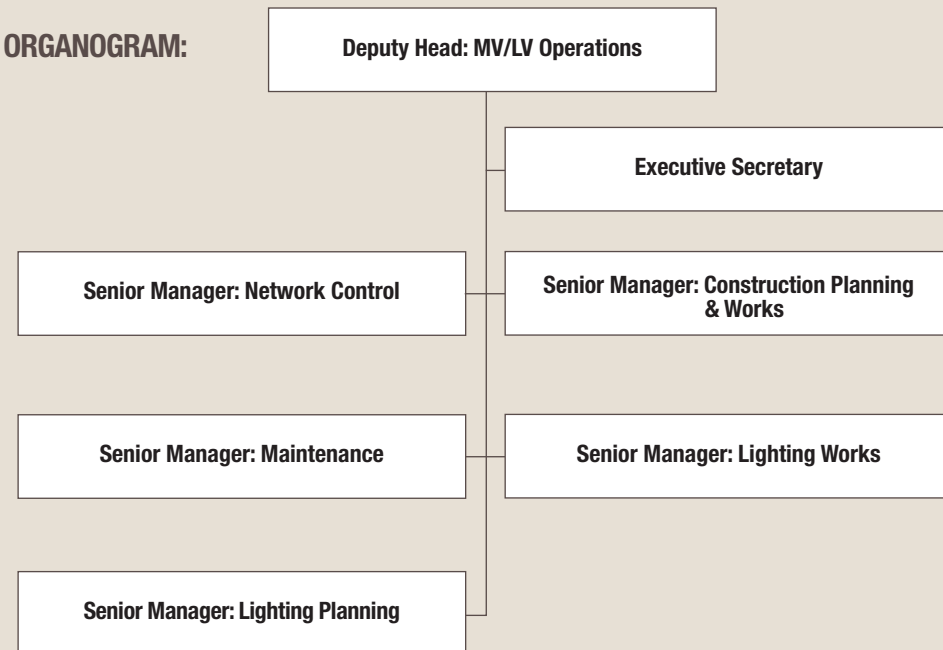 ORGANOGRAM:
Deputy Head: MV/LV Operations
Executive Secretary
Senior Manager: Network Control
Senior Manager: Construction Planning
& Works
Senior Manager: Maintenance
Senior Manager: Lighting Works
Senior Manager: Lighting Planning